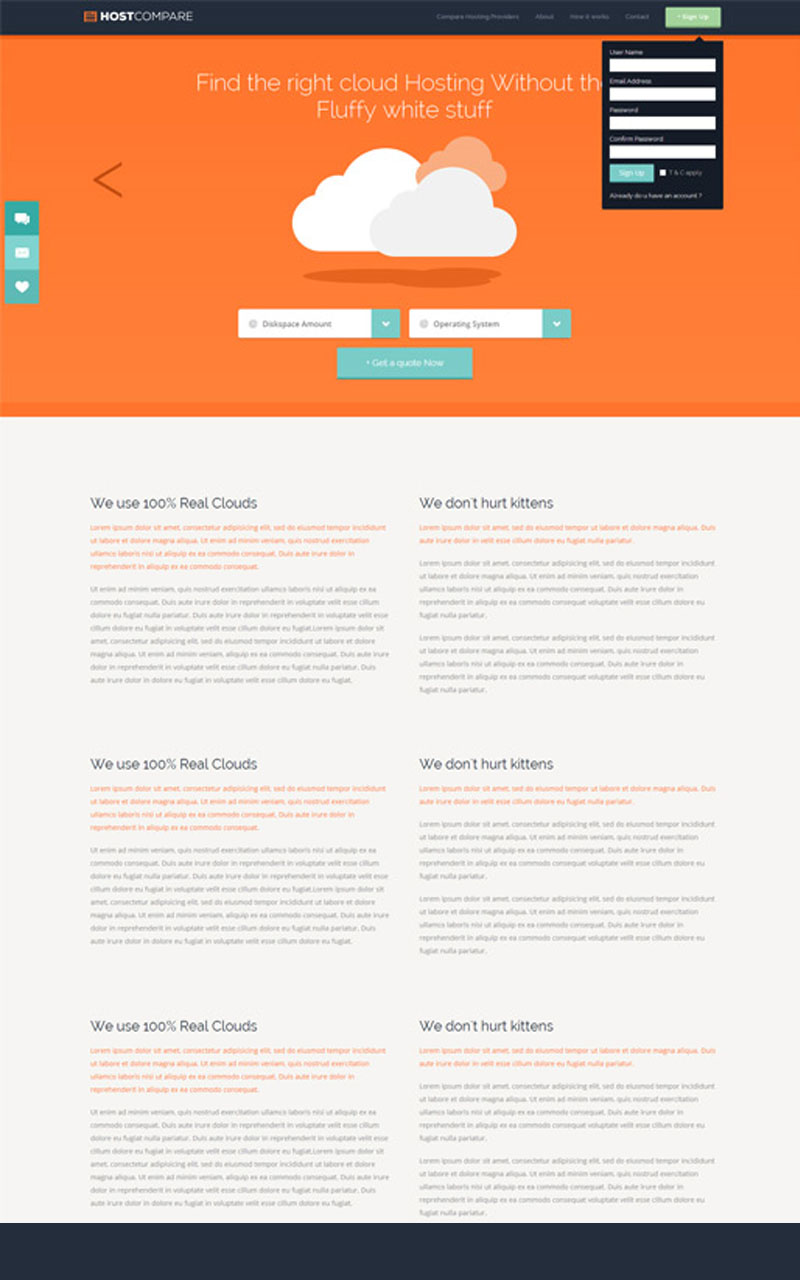 HOSTCOMPARE
Compare Hosting Providers About How it works Contact + Sign Up
User Name
Email Address
Password
Confirm Password
Sign Up T & C apply
Already do u have an account ?
Find the right cloud Hosting Without th
Fluffy white stuff
Diskspace Amount
Operating System
+ Get a quote Now
We use 100% Real Clouds
Lorem ipsum dolor sit amet, consectetur adipisicing elit, sed do eiusmod tempor incididunt
ut labore et dolore magna aliqua. Ut enim ad minim veniam, quis nostrud exercitation
ullamco laboris nisi ut aliquip ex ea commodo consequat. Duis aute irure dolor in
reprehenderit in aliquip ex ea commodo consequat.
Ut enim ad minim veniam, quis nostrud exercitation ullamco laboris nisi ut aliquip ex ea
commodo consequat. Duis aute irure dolor in reprehenderit in voluptate velit esse cillum
dolore eu fugiat nulla pariatur. Duis aute irure dolor in reprehenderit in voluptate velit esse
cillum dolore eu fugiat in voluptate velit esse cillum dolore eu fugiat.Lorem ipsum dolor sit
amet, consectetur adipisicing elit, sed do eiusmod tempor incididunt ut labore et dolore
magna aliqua. Ut enim ad minim veniam, aliquip ex ea commodo consequat. Duis aute irure
dolor in reprehenderit in voluptate velit esse cillum dolore eu fugiat nulla pariatur. Duis
aute irure dolor in dolore eu fugiat in voluptate velit esse cillum dolore eu fugiat.
We don't hurt kittens
Lorem ipsum dolor sit amet, sed do eiusmod tempor ut labore et dolore magna aliqua. Duis
aute irure dolor in velit esse cillum dolore eu fugiat nulla pariatur.
Lorem ipsum dolor sit amet, consectetur adipisicing elit, sed do eiusmod tempor incididunt
ut labore et dolore magna aliqua. Ut enim ad minim veniam, quis nostrud exercitation
ullamco laboris nisi ut aliquip ex ea commodo consequat. Duis aute irure dolor in
reprehenderit in aliquip ex ea commodo consequat voluptate velit esse cillum dolore eu
fugiat nulla pariatur.
Lorem ipsum dolor sit amet, consectetur adipisicing elit, sed do eiusmod tempor incididunt
ut labore et dolore magna aliqua. Ut enim ad minim veniam, quis nostrud exercitation
ullamco laboris nisi ut aliquip ex ea commodo consequat. Duis aute irure dolor in
reprehenderit in aliquip ex ea commodo consequat voluptate velit esse cillum dolore eu
fugiat nulla pariatur.
We use 100% Real Clouds
Lorem ipsum dolor sit amet, consectetur adipisicing elit, sed do eiusmod tempor incididunt
ut labore et dolore magna aliqua. Ut enim ad minim veniam, quis nostrud exercitation
ullamco laboris nisi ut aliquip ex ea commodo consequat. Duis aute irure dolor in
reprehenderit in aliquip ex ea commodo consequat.
Ut enim ad minim veniam, quis nostrud exercitation ullamco laboris nisi ut aliquip ex ea
commodo consequat. Duis aute irure dolor in reprehenderit in voluptate velit esse cillum
dolore eu fugiat nulla pariatur. Duis aute irure dolor in reprehenderit in voluptate velit esse
cillum dolore eu fugiat in voluptate velit esse cillum dolore eu fugiat.Lorem ipsum dolor sit
amet, consectetur adipisicing elit, sed do eiusmod tempor incididunt ut labore et dolore
magna aliqua. Ut enim ad minim veniam, aliquip ex ea commodo consequat. Duis aute irure
dolor in reprehenderit in voluptate velit esse cillum dolore eu fugiat nulla pariatur. Duis
aute irure dolor in dolore eu fugiat in voluptate velit esse cillum dolore eu fugiat.
We don't hurt kittens
Lorem ipsum dolor sit amet, sed do eiusmod tempor ut labore et dolore magna aliqua. Duis
aute irure dolor in velit esse cillum dolore eu fugiat nulla pariatur.
Lorem ipsum dolor sit amet, consectetur adipisicing elit, sed do eiusmod tempor incididunt
ut labore et dolore magna aliqua. Ut enim ad minim veniam, quis nostrud exercitation
ullamco laboris nisi ut aliquip ex ea commodo consequat. Duis aute irure dolor in
reprehenderit in aliquip ex ea commodo consequat voluptate velit esse cillum dolore eu
fugiat nulla pariatur.
Lorem ipsum dolor sit amet, consectetur adipisicing elit, sed do eiusmod tempor incididunt
ut labore et dolore magna aliqua. Ut enim ad minim veniam, quis nostrud exercitation
ullamco laboris nisi ut aliquip ex ea commodo consequat. Duis aute irure dolor in
reprehenderit in aliquip ex ea commodo consequat voluptate velit esse cillum dolore eu
fugiat nulla pariatur.
We use 100% Real Clouds
Lorem ipsum dolor sit amet, consectetur adipisicing elit, sed do eiusmod tempor incididunt
ut labore et dolore magna aliqua. Ut enim ad minim veniam, quis nostrud exercitation
ullamco laboris nisi ut aliquip ex ea commodo consequat. Duis aute irure dolor in
reprehenderit in aliquip ex ea commodo consequat.
Ut enim ad minim veniam, quis nostrud exercitation ullamco laboris nisi ut aliquip ex ea
commodo consequat. Duis aute irure dolor in reprehenderit in voluptate velit esse cillum
dolore eu fugiat nulla pariatur. Duis aute irure dolor in reprehenderit in voluptate velit esse
cillum dolore eu fugiat in voluptate velit esse cillum dolore eu fugiat.Lorem ipsum dolor sit
amet, consectetur adipisicing elit, sed do eiusmod tempor incididunt ut labore et dolore
magna aliqua. Ut enim ad minim veniam, aliquip ex ea commodo consequat. Duis aute irure
dolor in reprehenderit in voluptate velit esse cillum dolore eu fugiat nulla pariatur. Duis
aute irure dolor in dolore eu fugiat in voluptate velit esse cillum dolore eu fugiat.
We don't hurt kittens
Lorem ipsum dolor sit amet, sed do eiusmod tempor ut labore et dolore magna aliqua. Duis
aute irure dolor in velit esse cillum dolore eu fugiat nulla pariatur.
Lorem ipsum dolor sit amet, consectetur adipisicing elit, sed do eiusmod tempor incididunt
ut labore et dolore magna aliqua. Ut enim ad minim veniam, quis nostrud exercitation
ullamco laboris nisi ut aliquip ex ea commodo consequat. Duis aute irure dolor in
reprehenderit in aliquip ex ea commodo consequat voluptate velit esse cillum dolore eu
fugiat nulla pariatur.
Lorem ipsum dolor sit amet, consectetur adipisicing elit, sed do eiusmod tempor incididunt
ut labore et dolore magna aliqua. Ut enim ad minim veniam, quis nostrud exercitation
ullamco laboris nisi ut aliquip ex ea commodo consequat. Duis aute irure dolor in
reprehenderit in aliquip ex ea commodo consequat voluptate velit esse cillum dolore eu
fugiat nulla pariatur.